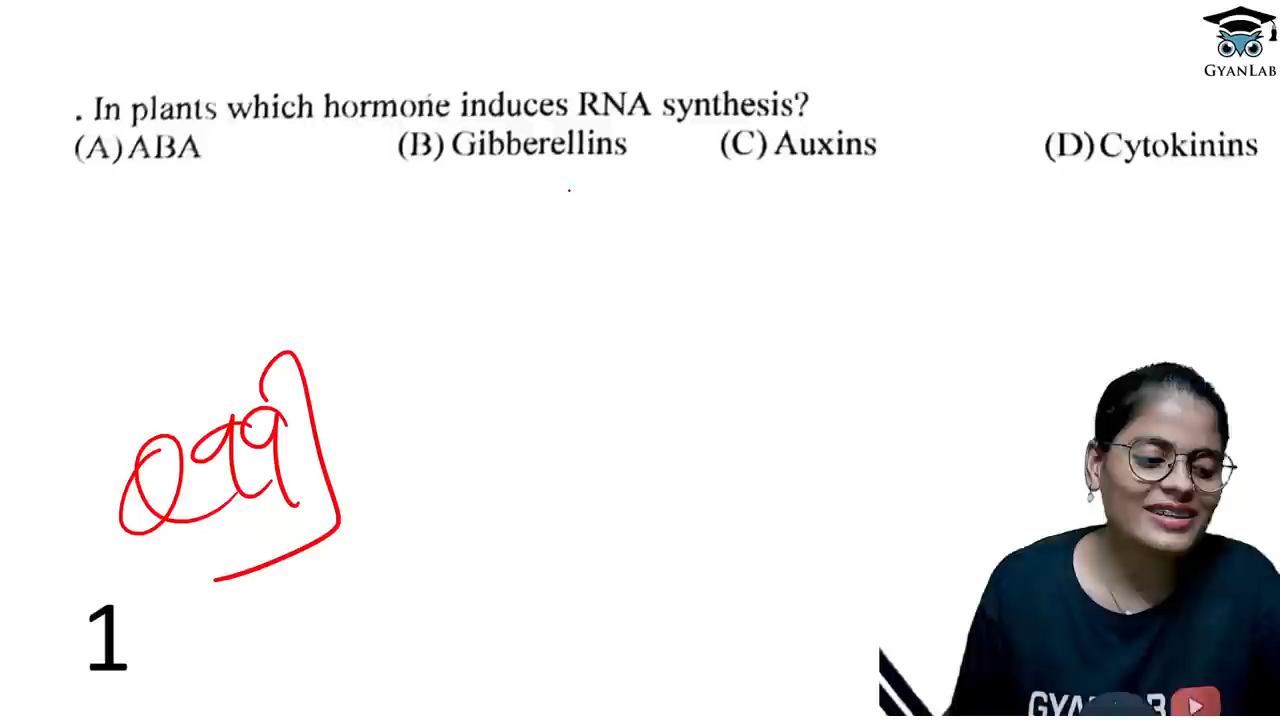 GYANLAB
. In plants which hormone induces RNA synthesis?
(A) ABA (B) Gibberellins (C) Auxins (D) Cytokinins
1